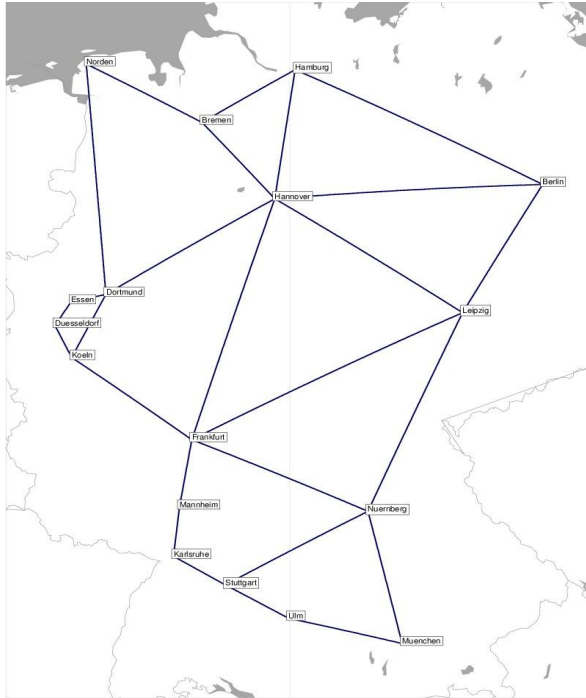 Norden
Hamburg
Bremen
Berlin
Hannover
Dortmund
Essen
Leipzig
Duesseldorf
Koeln
Frankfurt
Mannheim
Nuernberg
Karlsruhe
Stuttgart
Ulm
Muenchen